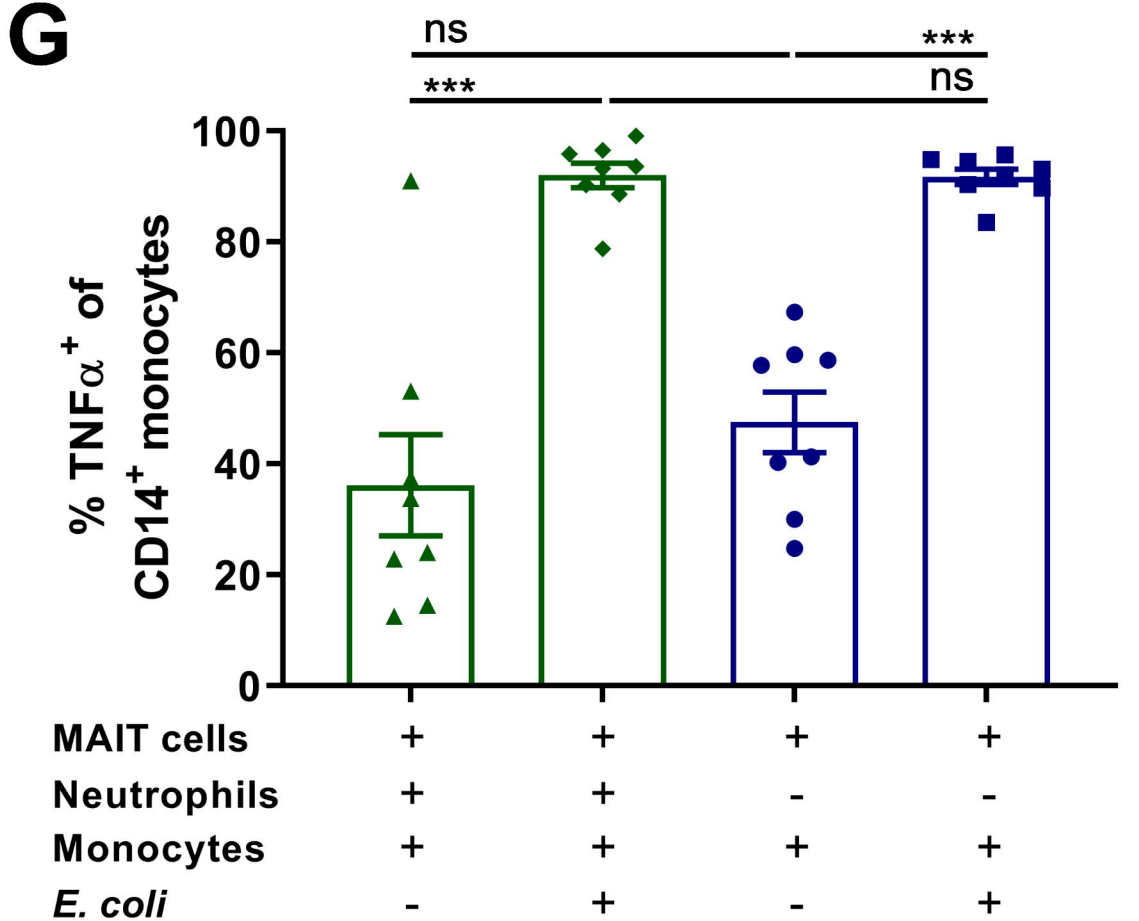 G
ns
***
***
ns
100
80
60
40
20
0
% TNFα⁺ of
CD14⁺ monocytes
MAIT cells + + + +
Neutrophils + + - -
Monocytes + + + +
E. coli - + - +